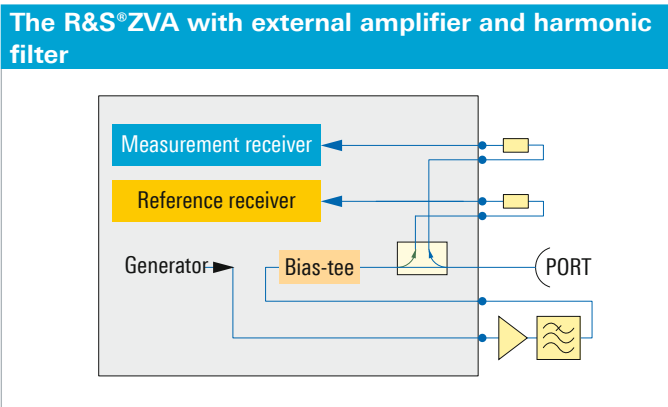 The R&S®ZVA with external amplifier and harmonic
filter
Measurement receiver
Reference receiver
Generator
Bias-tee
PORT